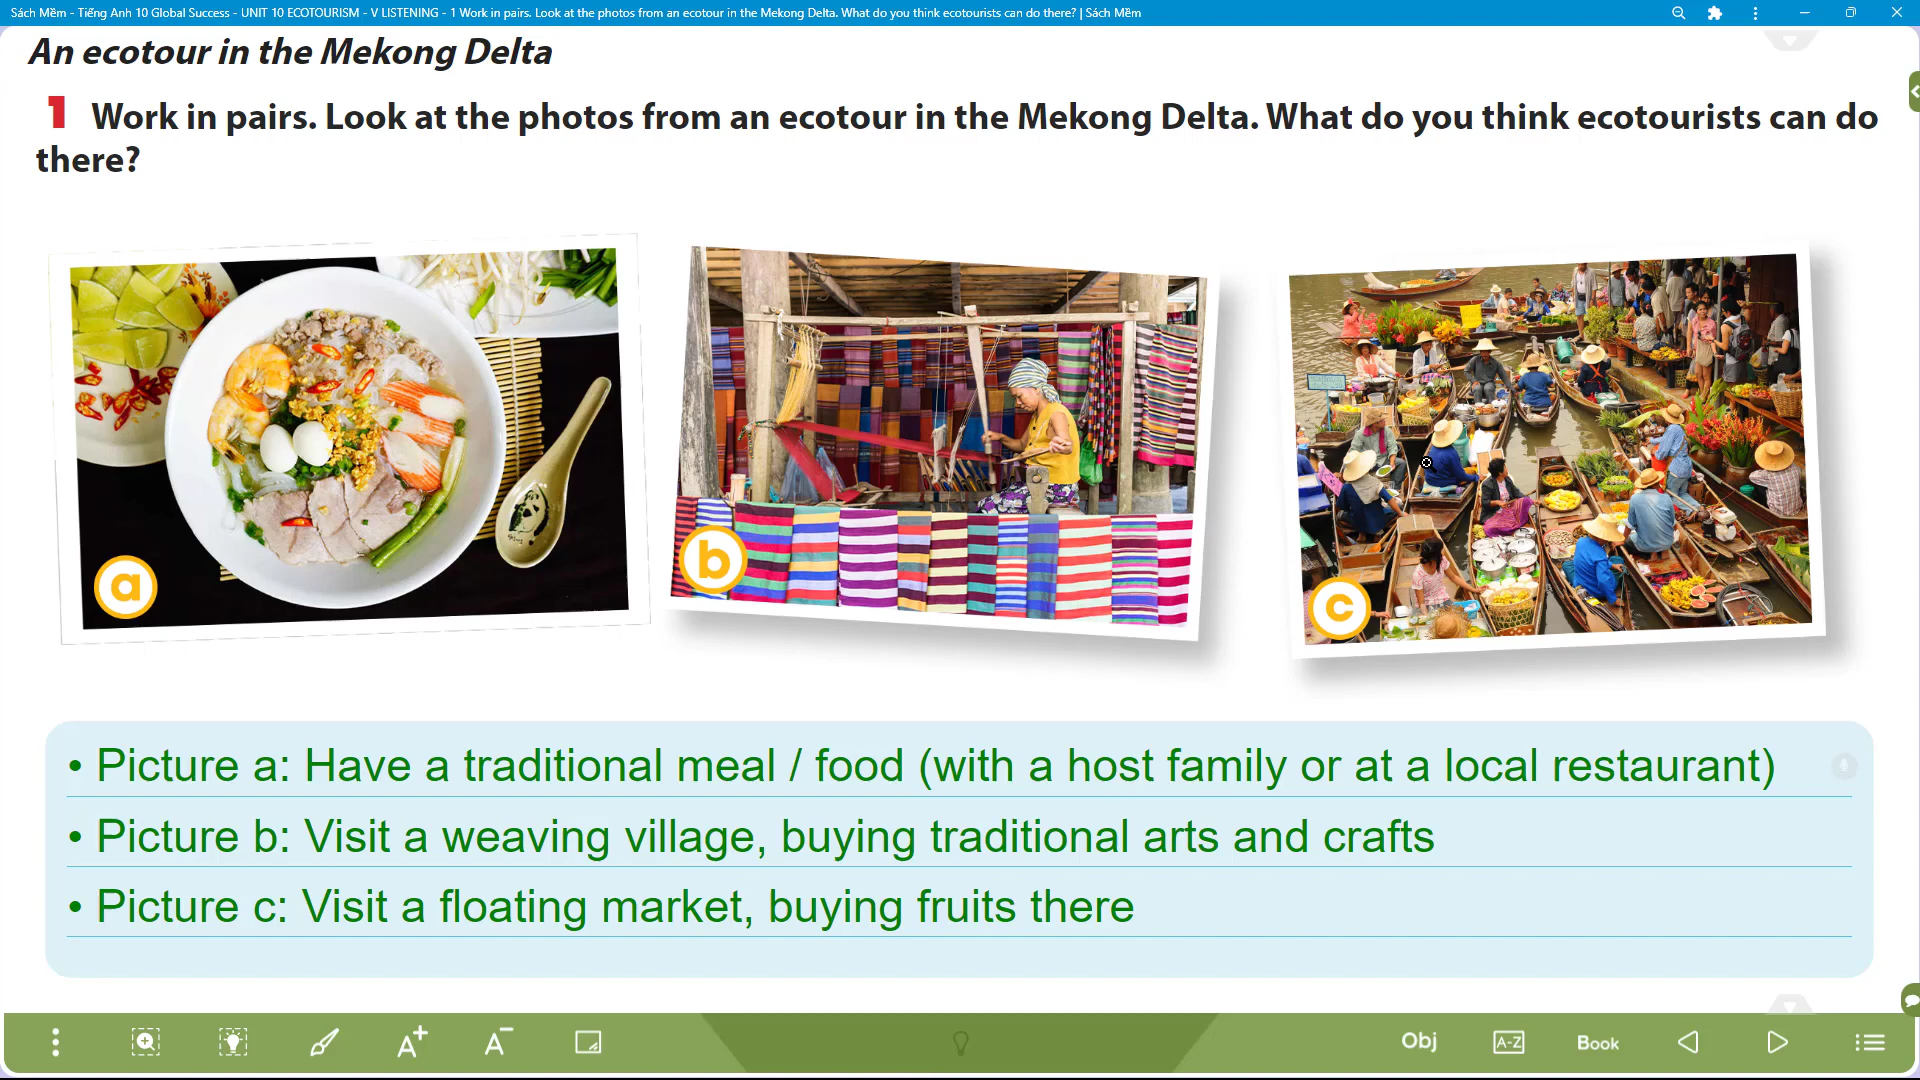 Sách Mềm - Tiếng Anh 10 Global Success - UNIT 10 ECOTOURISM - V LISTENING - 1 Work in pairs. Look at the photos from an ecotour in the Mekong Delta. What do you think ecotourists can do there? | Sách Mềm
An ecotour in the Mekong Delta
1 Work in pairs. Look at the photos from an ecotour in the Mekong Delta. What do you think ecotourists can do
there?
a
b
c
• Picture a: Have a traditional meal / food (with a host family or at a local restaurant)
• Picture b: Visit a weaving village, buying traditional arts and crafts
• Picture c: Visit a floating market, buying fruits there
A+ A- Obj A-Z Book